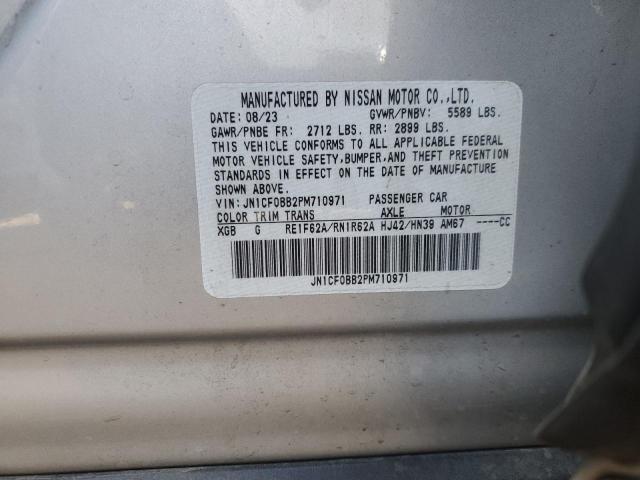 MANUFACTURED BY NISSAN MOTOR CO.,LTD.
DATE: 08/23 GVWR/PNBV: 5589 LBS.
GAWR/PNBE FR: 2712 LBS. RR: 2899 LBS.
THIS VEHICLE CONFORMS TO ALL APPLICABLE FEDERAL
MOTOR VEHICLE SAFETY,BUMPER,AND THEFT PREVENTION
STANDARDS IN EFFECT ON THE DATE OF MANUFACTURE
SHOWN ABOVE.
VIN: JN1CF0BB2PM710971 PASSENGER CAR
COLOR TRIM TRANS AXLE MOTOR
XGB G RE1F62A/RN1R62A HJ42/HN39 AM67 ----CC
JN1CF0BB2PM710971